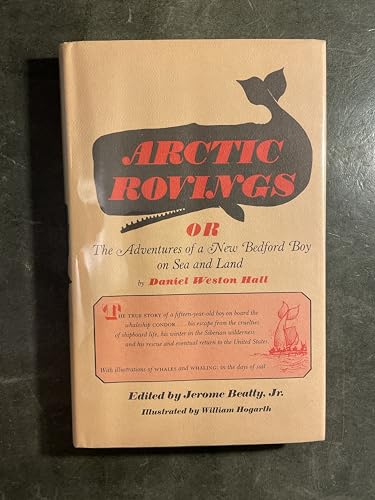 ARCTIC
ROVINGS
OR
The Adventures of a New Bedford Boy
on Sea and Land
by Daniel Weston Hall
THE TRUE STORY of a fifteen-year-old boy on board the
whaleship CONDOR . . . . his escape from the cruelties
of shipboard life, his winter in the Siberian wilderness
and his rescue and eventual return to the United States.
With illustrations of WHALES and WHALING in the days of sail
Edited by Jerome Beatty, Jr.
Illustrated by William Hogarth